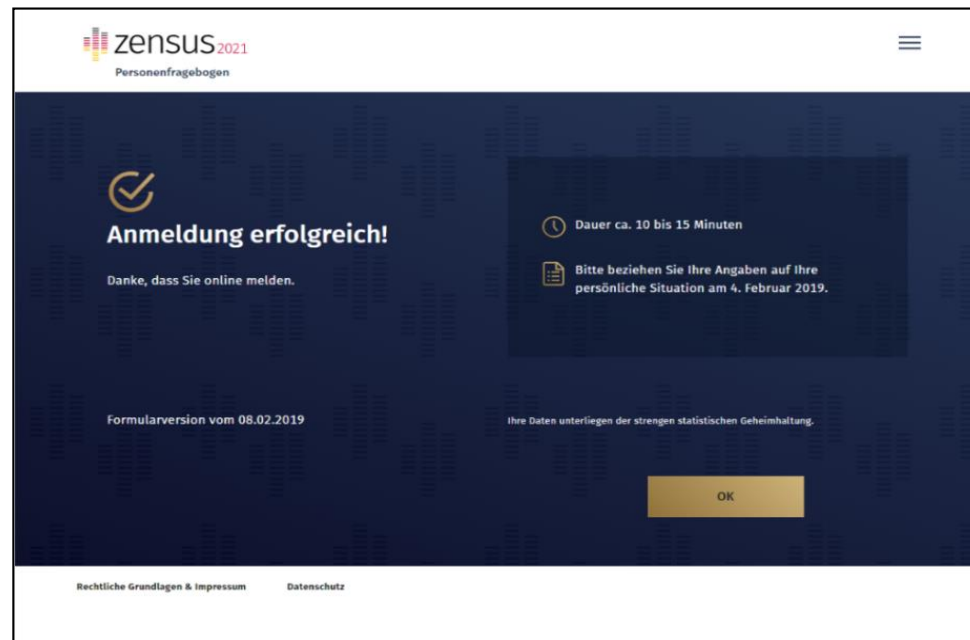 zensus 2021
Personenfragebogen
Anmeldung erfolgreich!
Danke, dass Sie online melden.
Dauer ca. 10 bis 15 Minuten
Bitte beziehen Sie Ihre Angaben auf Ihre
persönliche Situation am 4. Februar 2019.
Formularversion vom 08.02.2019
Ihre Daten unterliegen der strengen statistischen Geheimhaltung.
OK
Rechtliche Grundlagen & Impressum
Datenschutz